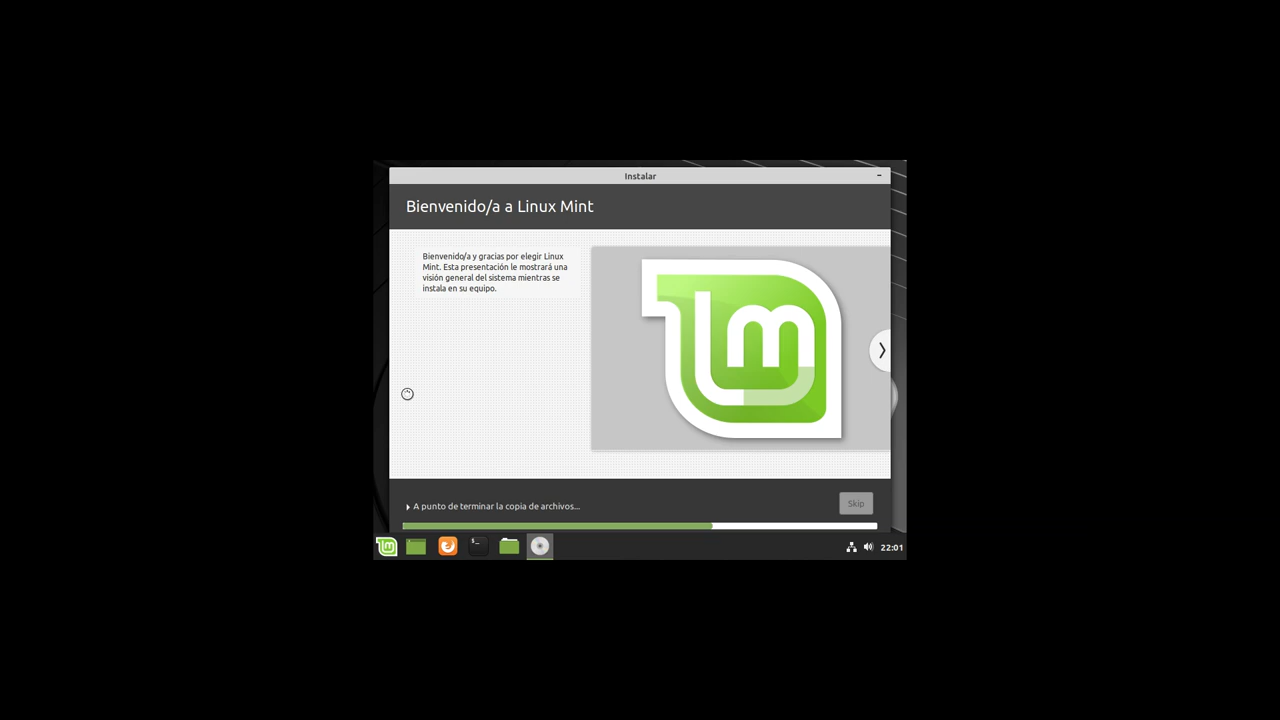 Instalar
Bienvenido/a a Linux Mint
Bienvenido/a y gracias por elegir Linux
Mint. Esta presentación le mostrará una
visión general del sistema mientras se
instala en su equipo.
A punto de terminar la copia de archivos...
Skip
22:01